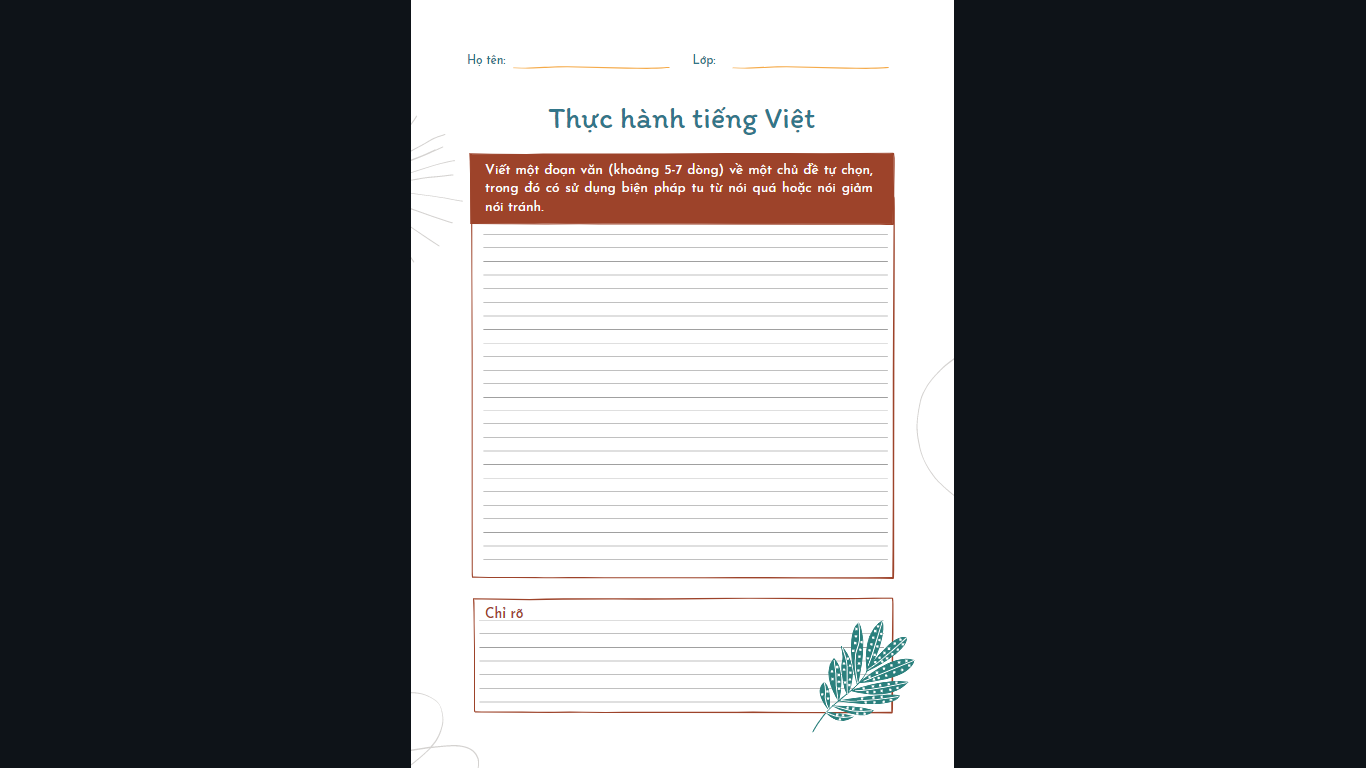 Họ tên: Lớp:
Thực hành tiếng Việt
Viết một đoạn văn (khoảng 5-7 dòng) về một chủ đề tự chọn,
trong đó có sử dụng biện pháp tu từ nói quá hoặc nói giảm
nói tránh.
Chỉ rõ